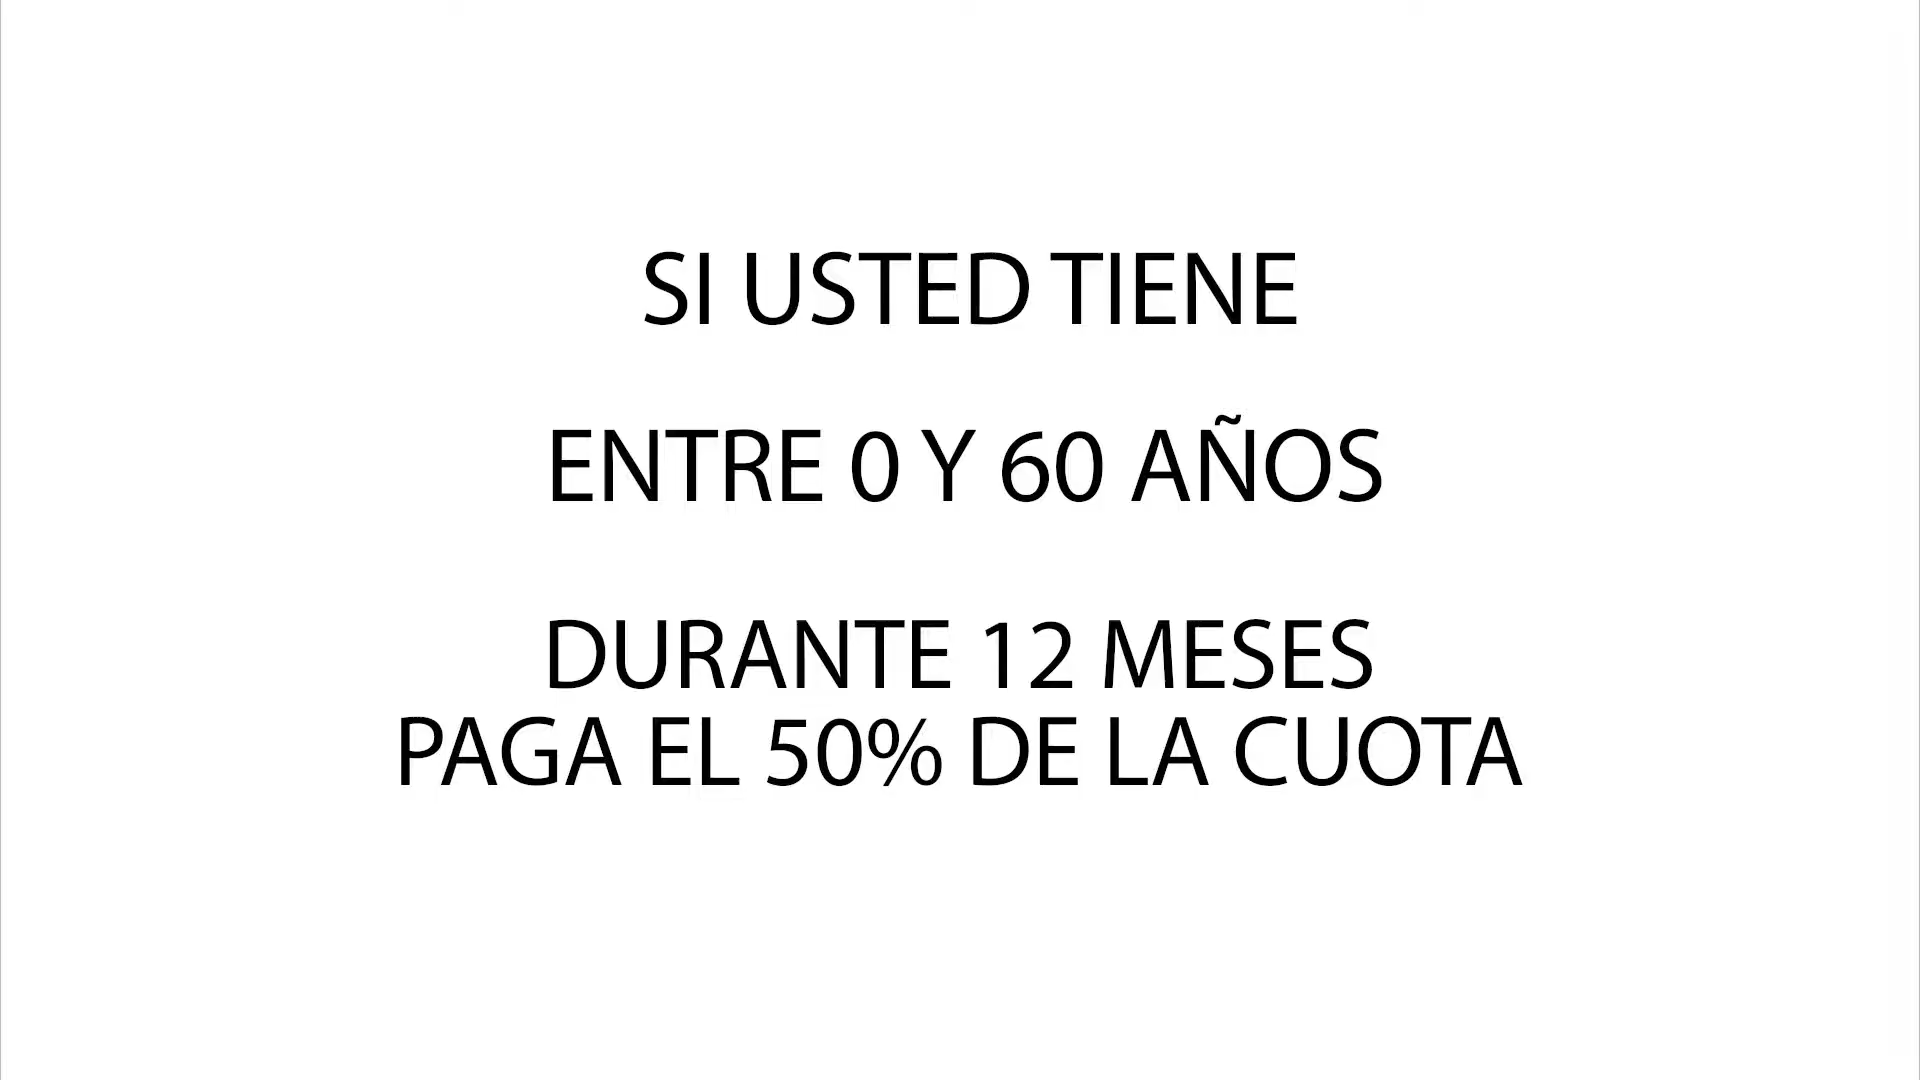 SI USTED TIENE
ENTRE 0 Y 60 AÑOS
DURANTE 12 MESES
PAGA EL 50% DE LA CUOTA